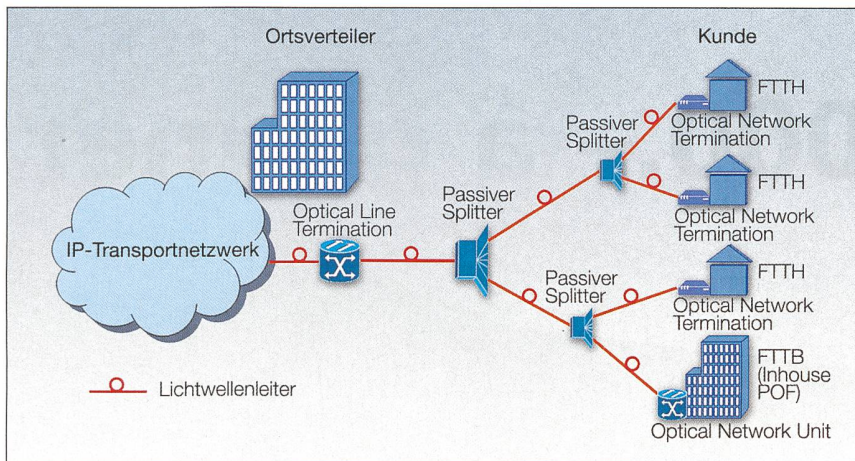 Ortsverteiler
Kunde
FTTH
Optical Network
Termination
Passiver
Splitter
FTTH
Optical Network
Termination
Passiver
Splitter
Optical Line
Termination
IP-Transportnetzwerk
Passiver
Splitter
FTTH
Optical Network
Termination
FTTB
(Inhouse
POF)
Optical Network Unit
Lichtwellenleiter